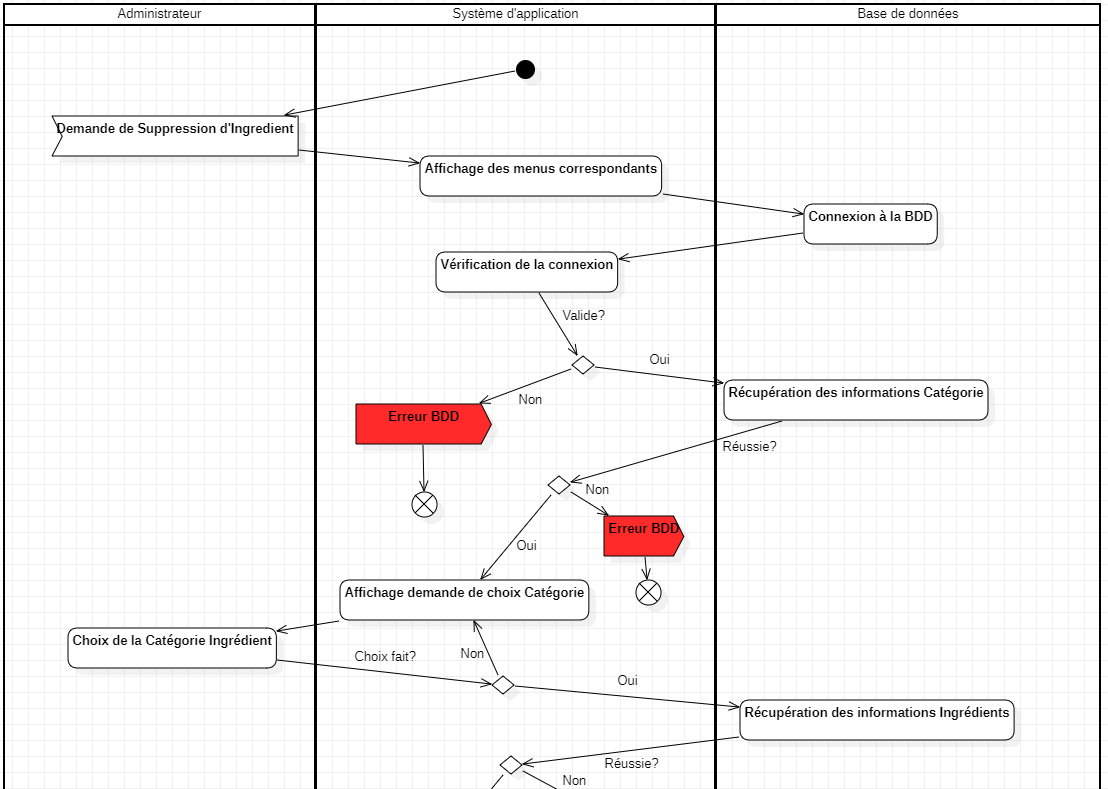 Administrateur
Système d'application
Base de données
Demande de Suppression d'Ingredient
Affichage des menus correspondants
Connexion à la BDD
Vérification de la connexion
Valide?
Oui
Récupération des informations Catégorie
Non
Erreur BDD
Réussie?
Non
Erreur BDD
Oui
Affichage demande de choix Catégorie
Choix de la Catégorie Ingrédient
Choix fait?
Non
Oui
Récupération des informations Ingrédients
Réussie?
Non